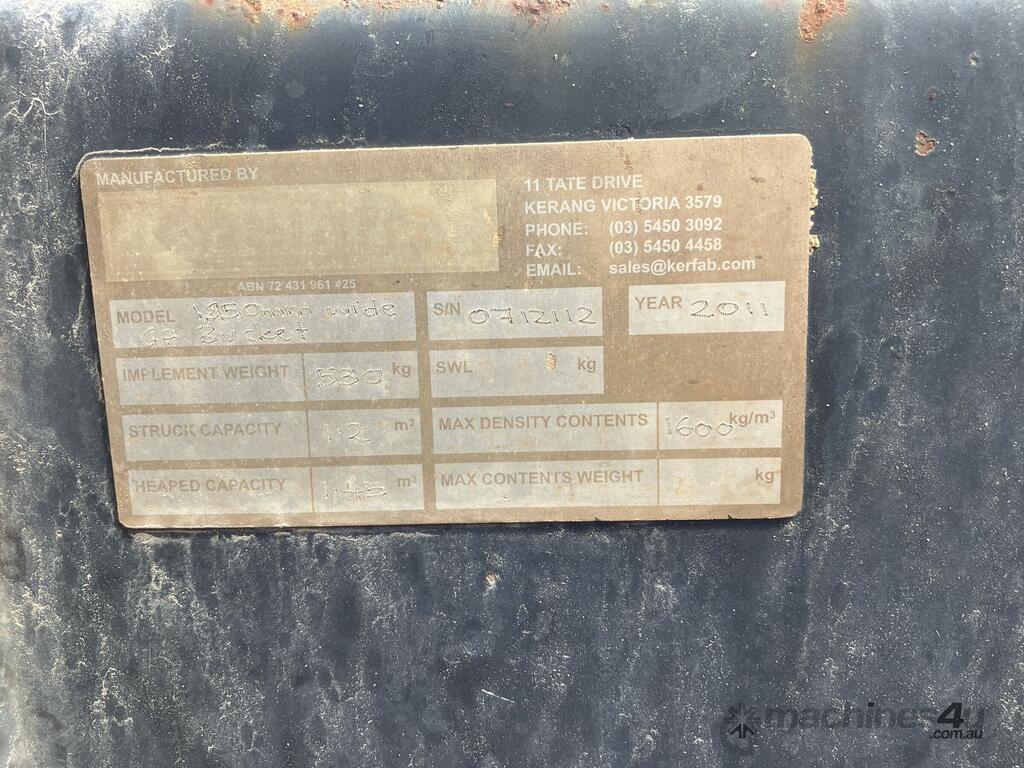 MANUFACTURED BY
11 TATE DRIVE
KERANG VICTORIA 3579
PHONE: (03) 5450 3092
FAX: (03) 5450 4458
EMAIL: sales@kerfab.com
ABN 72 431 961 425
MODEL 1850mm wide
GP Bucket
S/N 0712112
YEAR 2011
IMPLEMENT WEIGHT 530 kg
SWL kg
STRUCK CAPACITY 1.2 m³
MAX DENSITY CONTENTS 1600 kg/m³
HEAPED CAPACITY 1.45 m³
MAX CONTENTS WEIGHT kg
machines4u
.com.au